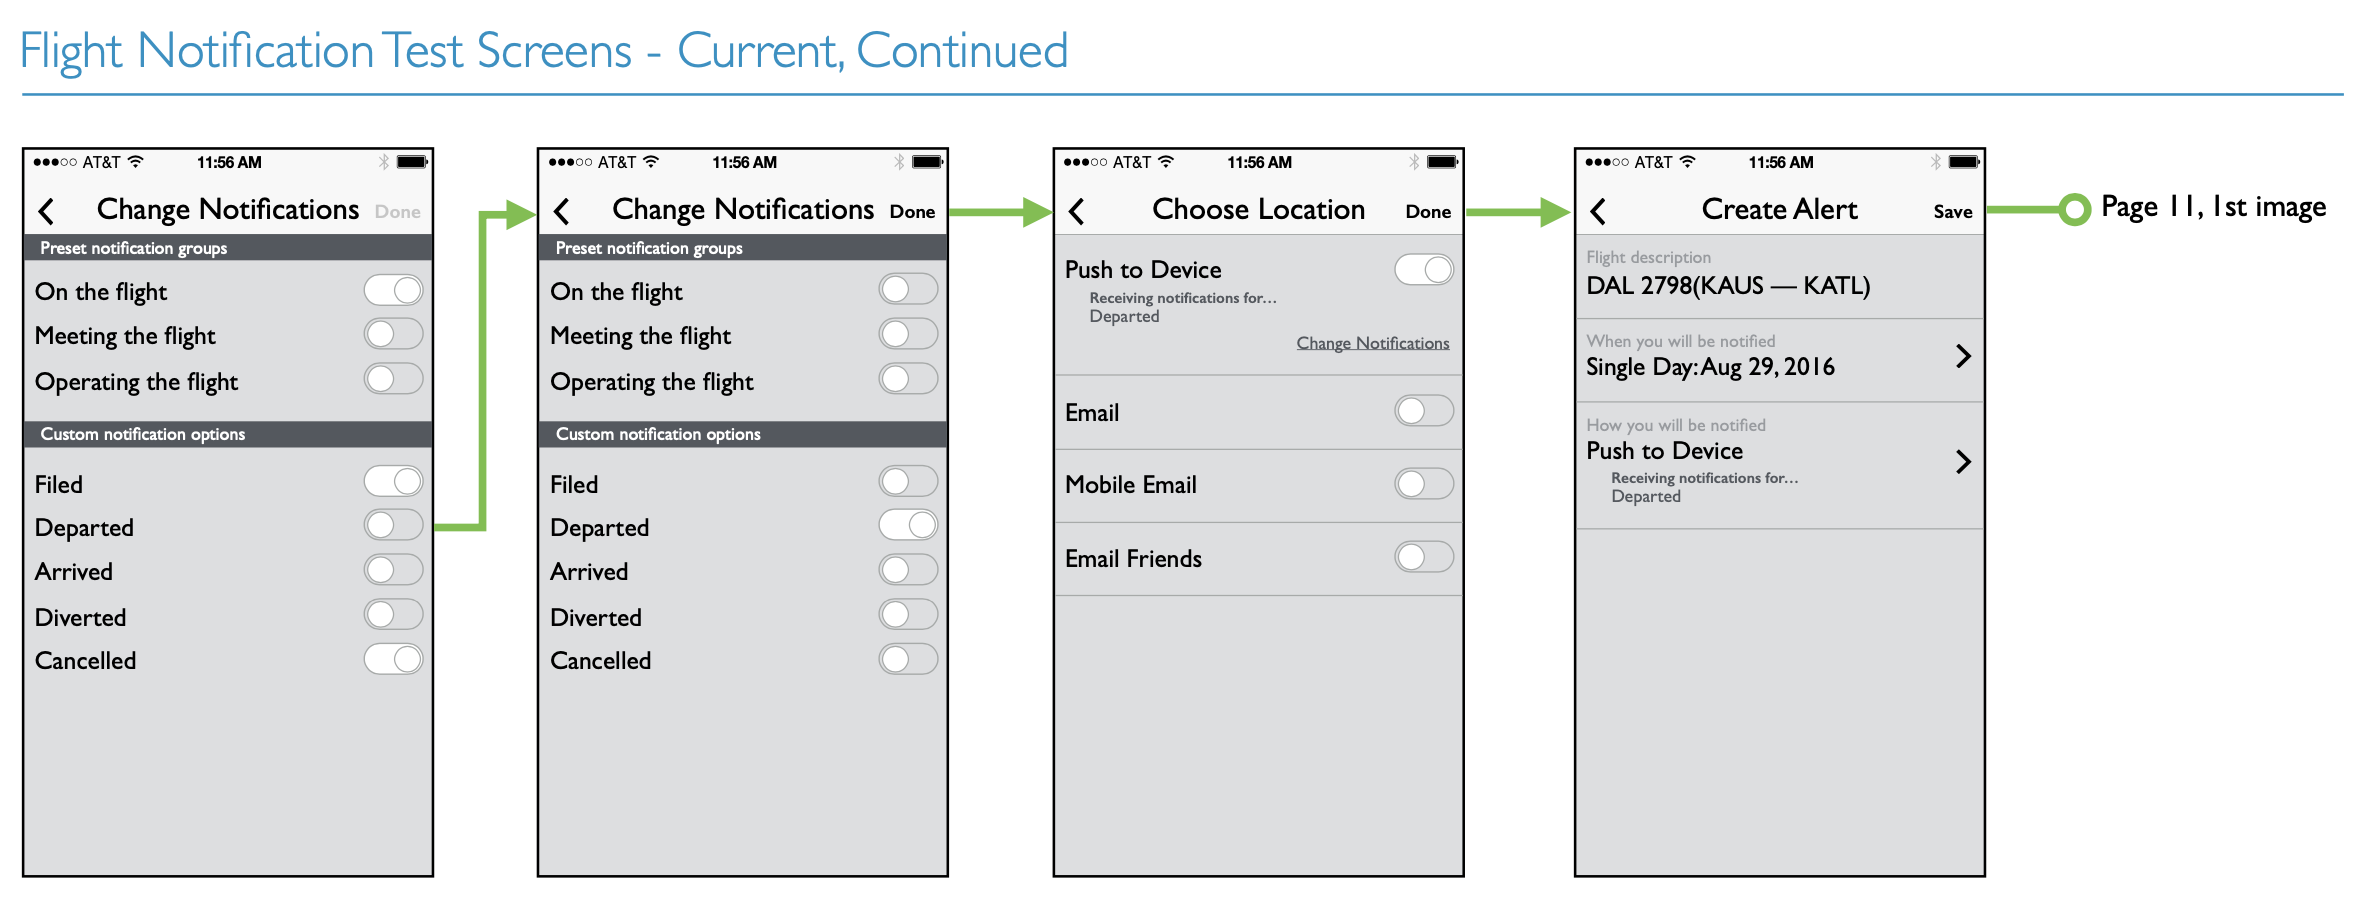 Flight Notification Test Screens - Current, Continued
AT&T 11:56 AM
Change Notifications Done
Preset notification groups
On the flight
Meeting the flight
Operating the flight
Custom notification options
Filed
Departed
Arrived
Diverted
Cancelled
AT&T 11:56 AM
Change Notifications Done
Preset notification groups
On the flight
Meeting the flight
Operating the flight
Custom notification options
Filed
Departed
Arrived
Diverted
Cancelled
AT&T 11:56 AM
Choose Location Done
Push to Device
Receiving notifications for...
Departed
Change Notifications
Email
Mobile Email
Email Friends
AT&T 11:56 AM
Create Alert Save
Flight description
DAL 2798(KAUS — KATL)
When you will be notified
Single Day: Aug 29, 2016
How you will be notified
Push to Device
Receiving notifications for...
Departed
Page 11, 1st image